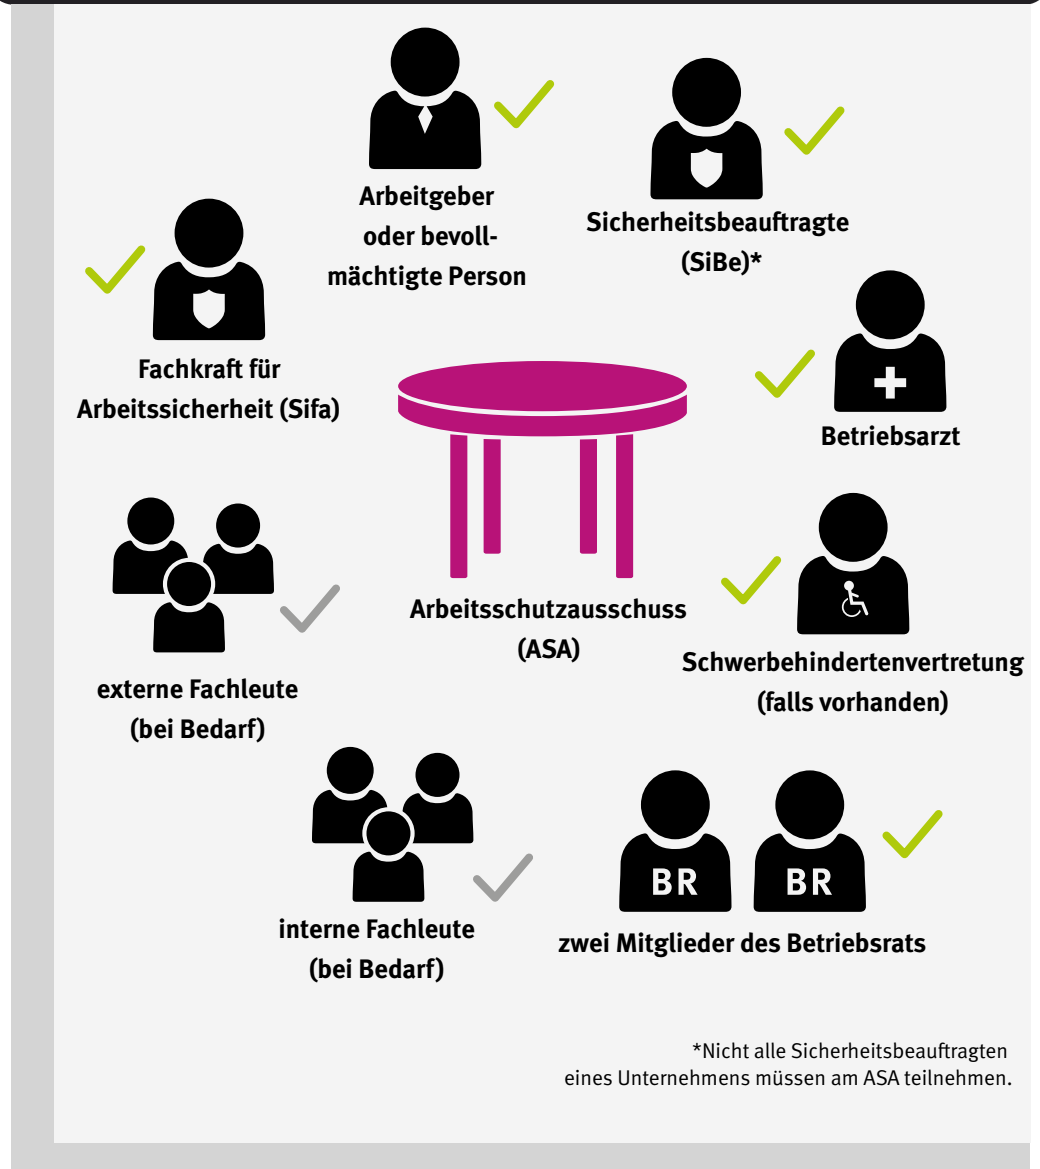 Arbeitgeber
oder bevoll-
mächtigte Person
Sicherheitsbeauftragte
(SiBe)*
Fachkraft für
Arbeitssicherheit (Sifa)
Betriebsarzt
Arbeitsschutzausschuss
(ASA)
Schwerbehindertenvertretung
(falls vorhanden)
externe Fachleute
(bei Bedarf)
interne Fachleute
(bei Bedarf)
BR
BR
zwei Mitglieder des Betriebsrats
*Nicht alle Sicherheitsbeauftragten
eines Unternehmens müssen am ASA teilnehmen.